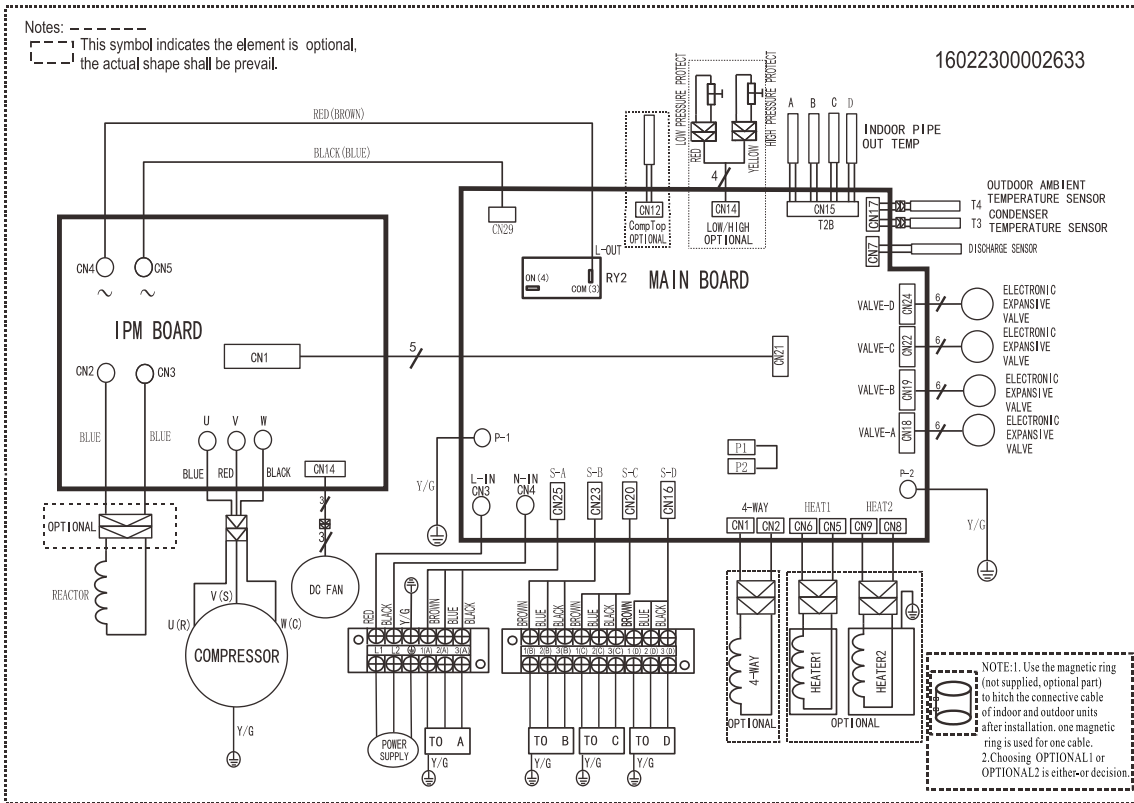 Notes:
This symbol indicates the element is optional,
the actual shape shall be prevail.
16022300002633
RED(BROWN)
BLACK(BLUE)
LOW PRESSURE PROTECT
HIGH PRESSURE PROTECT
RED
YELLOW
4
CN12
CompTop
OPTIONAL
CN14
LOW/HIGH
OPTIONAL
A B C D
INDOOR PIPE
OUT TEMP
CN15
T2B
CN17
T4
OUTDOOR AMBIENT
TEMPERATURE SENSOR
T3
CONDENSER
TEMPERATURE SENSOR
CN7
DISCHARGE SENSOR
CN29
L-OUT
ON(4)
COM(3)
RY2
MAIN BOARD
CN4
CN5
~ ~
IPM BOARD
CN1
5
CN21
CN2
CN3
BLUE
BLUE
U V W
BLUE RED BLACK
CN14
3
3
VALVE-D
CN24
6
ELECTRONIC
EXPANSIVE
VALVE
VALVE-C
CN22
6
ELECTRONIC
EXPANSIVE
VALVE
VALVE-B
CN19
6
ELECTRONIC
EXPANSIVE
VALVE
VALVE-A
CN18
6
ELECTRONIC
EXPANSIVE
VALVE
P-1
Y/G
P1
P2
P-2
Y/G
L-IN
CN3
N-IN
CN4
S-A
CN25
S-B
CN23
S-C
CN20
S-D
CN16
4-WAY
CN1 CN2
HEAT1
CN6 CN5
HEAT2
CN9 CN8
OPTIONAL
REACTOR
DC FAN
V(S)
U(R)
W(C)
COMPRESSOR
Y/G
RED
BLACK
Y/G
BROWN
BLUE
BLACK
L1 L2 1(A) 2(A) 3(A)
BROWN
BLUE
BLACK
BROWN
BLUE
BLACK
BROWN
BLUE
BLACK
1(B) 2(B) 3(B) 1(C) 2(C) 3(C) 1(D) 2(D) 3(D)
POWER
SUPPLY
TO A
Y/G
TO B
Y/G
TO C
Y/G
TO D
Y/G
4-WAY
OPTIONAL
HEATER1
HEATER2
OPTIONAL
NOTE:1. Use the magnetic ring
(not supplied, optional part)
to hitch the connective cable
of indoor and outdoor units
after installation. one magnetic
ring is used for one cable.
2.Choosing OPTIONAL1 or
OPTIONAL2 is either-or decision.